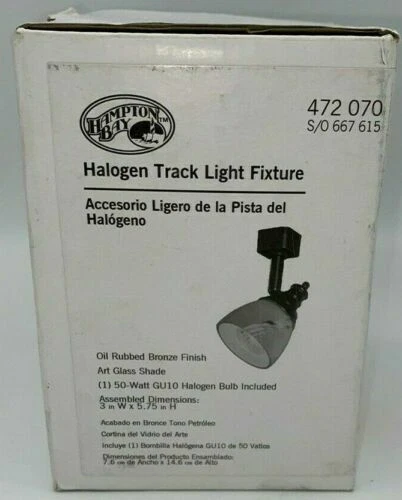 HAMPTON
BAY
TM
472 070
S/O 667 615
Halogen Track Light Fixture
Accesorio Ligero de la Pista del
Halógeno
Oil Rubbed Bronze Finish
Art Glass Shade
(1) 50-Watt GU10 Halogen Bulb Included
Assembled Dimensions:
3 in W x 5.75 in H
Acabado en Bronce Tono Petróleo
Cortina del Vidrio del Arte
Incluye (1) Bombilla Halógena GU10 de 50 Vatios
Dimensiones del Producto Ensamblado:
7.6 cm de Ancho x 14.6 cm de Alto